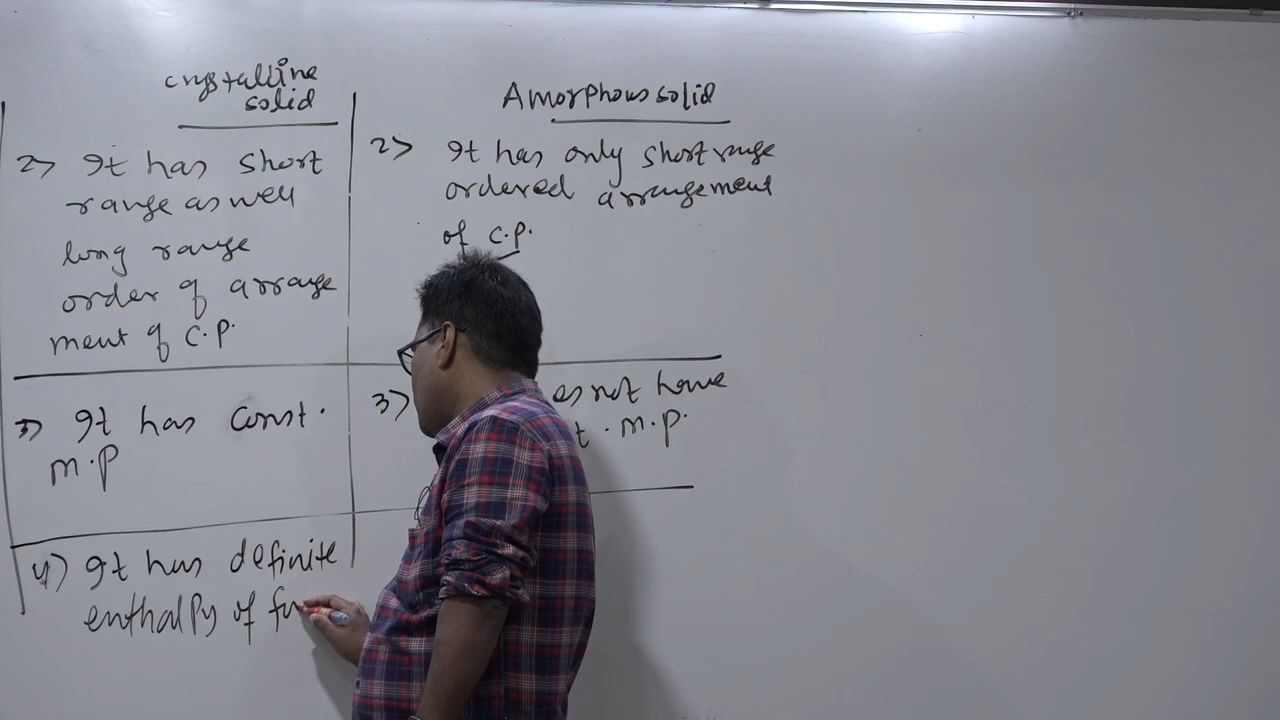 crystalline
solid
Amorphous solid
2) It has short
range as well
long range
order of arrange
ment of C.P.
2) It has only short range
ordered arrangement
of C.P.
3) It has const.
m.p
3) es not have
t. m.p.
4) It has definite
enthalpy of fu